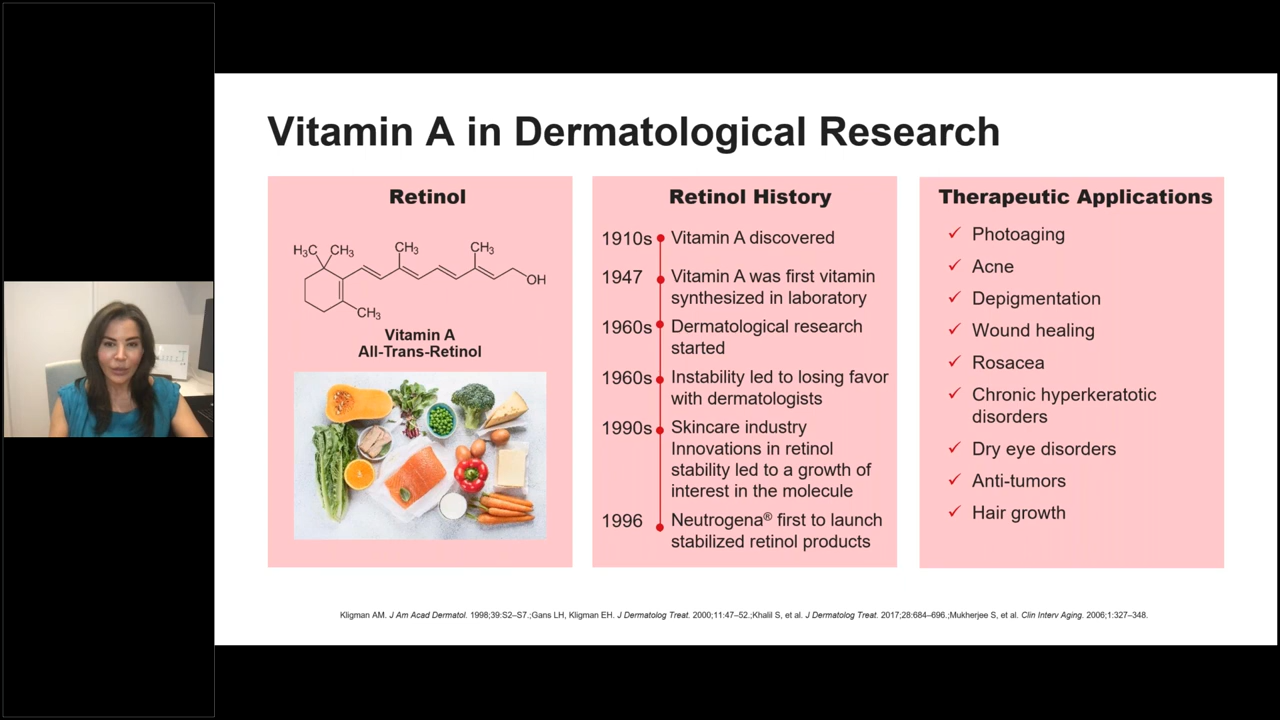 Vitamin A in Dermatological Research
Retinol
H₃C CH₃ CH₃ CH₃
OH
CH₃
Vitamin A
All-Trans-Retinol
Retinol History
1910s Vitamin A discovered
1947 Vitamin A was first vitamin
synthesized in laboratory
1960s Dermatological research
started
1960s Instability led to losing favor
with dermatologists
1990s Skincare industry
Innovations in retinol
stability led to a growth of
interest in the molecule
1996 Neutrogena® first to launch
stabilized retinol products
Therapeutic Applications
✓ Photoaging
✓ Acne
✓ Depigmentation
✓ Wound healing
✓ Rosacea
✓ Chronic hyperkeratotic
disorders
✓ Dry eye disorders
✓ Anti-tumors
✓ Hair growth
Kligman AM. J Am Acad Dermatol. 1998;39:S2–S7.;Gans LH, Kligman EH. J Dermatolog Treat. 2000;11:47–52.;Khalil S, et al. J Dermatolog Treat. 2017;28:684–696.;Mukherjee S, et al. Clin Interv Aging. 2006;1:327–348.